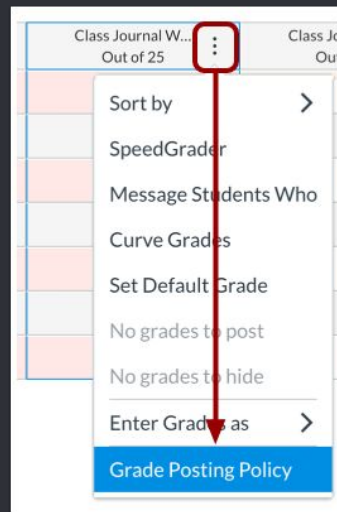 Class Journal W...
Out of 25
Class Jo
Ou
Sort by
SpeedGrader
Message Students Who
Curve Grades
Set Default Grade
No grades to post
No grades to hide
Enter Grades as
Grade Posting Policy